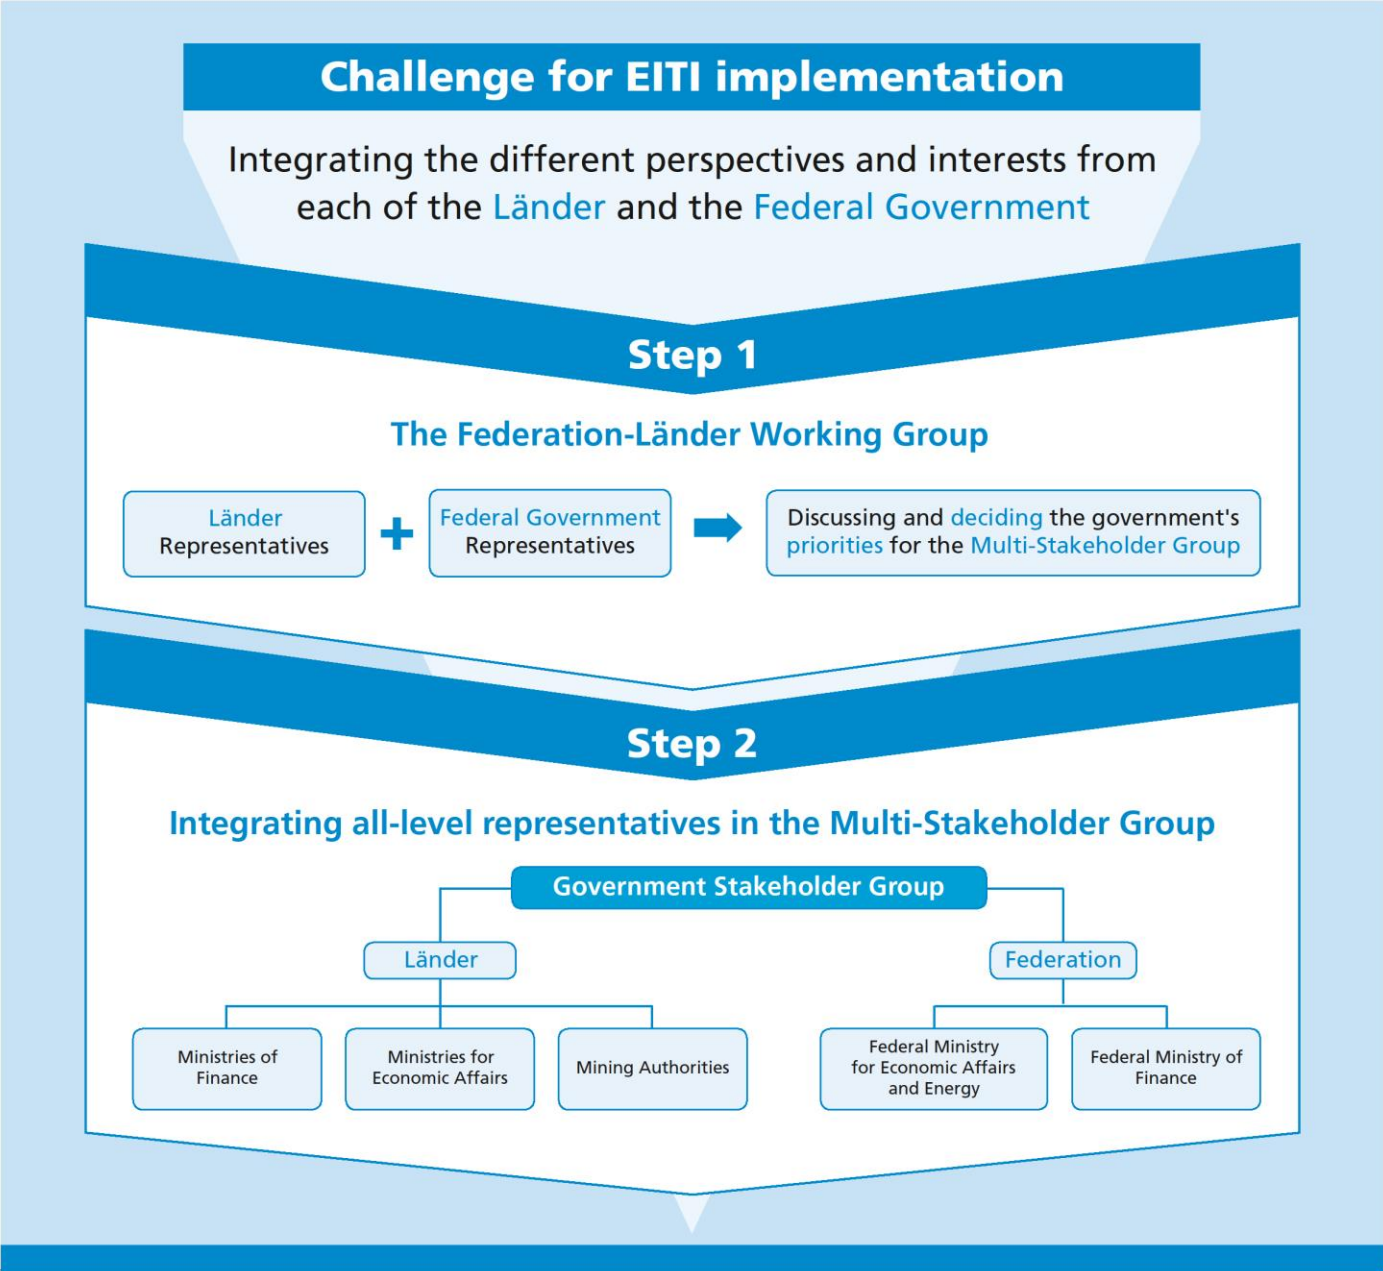 Challenge for EITI implementation
Integrating the different perspectives and interests from
each of the Länder and the Federal Government
Step 1
The Federation-Länder Working Group
Länder
Representatives
+
Federal Government
Representatives
Discussing and deciding the government's
priorities for the Multi-Stakeholder Group
Step 2
Integrating all-level representatives in the Multi-Stakeholder Group
Government Stakeholder Group
Länder
Federation
Ministries of
Finance
Ministries for
Economic Affairs
Mining Authorities
Federal Ministry
for Economic Affairs
and Energy
Federal Ministry of
Finance